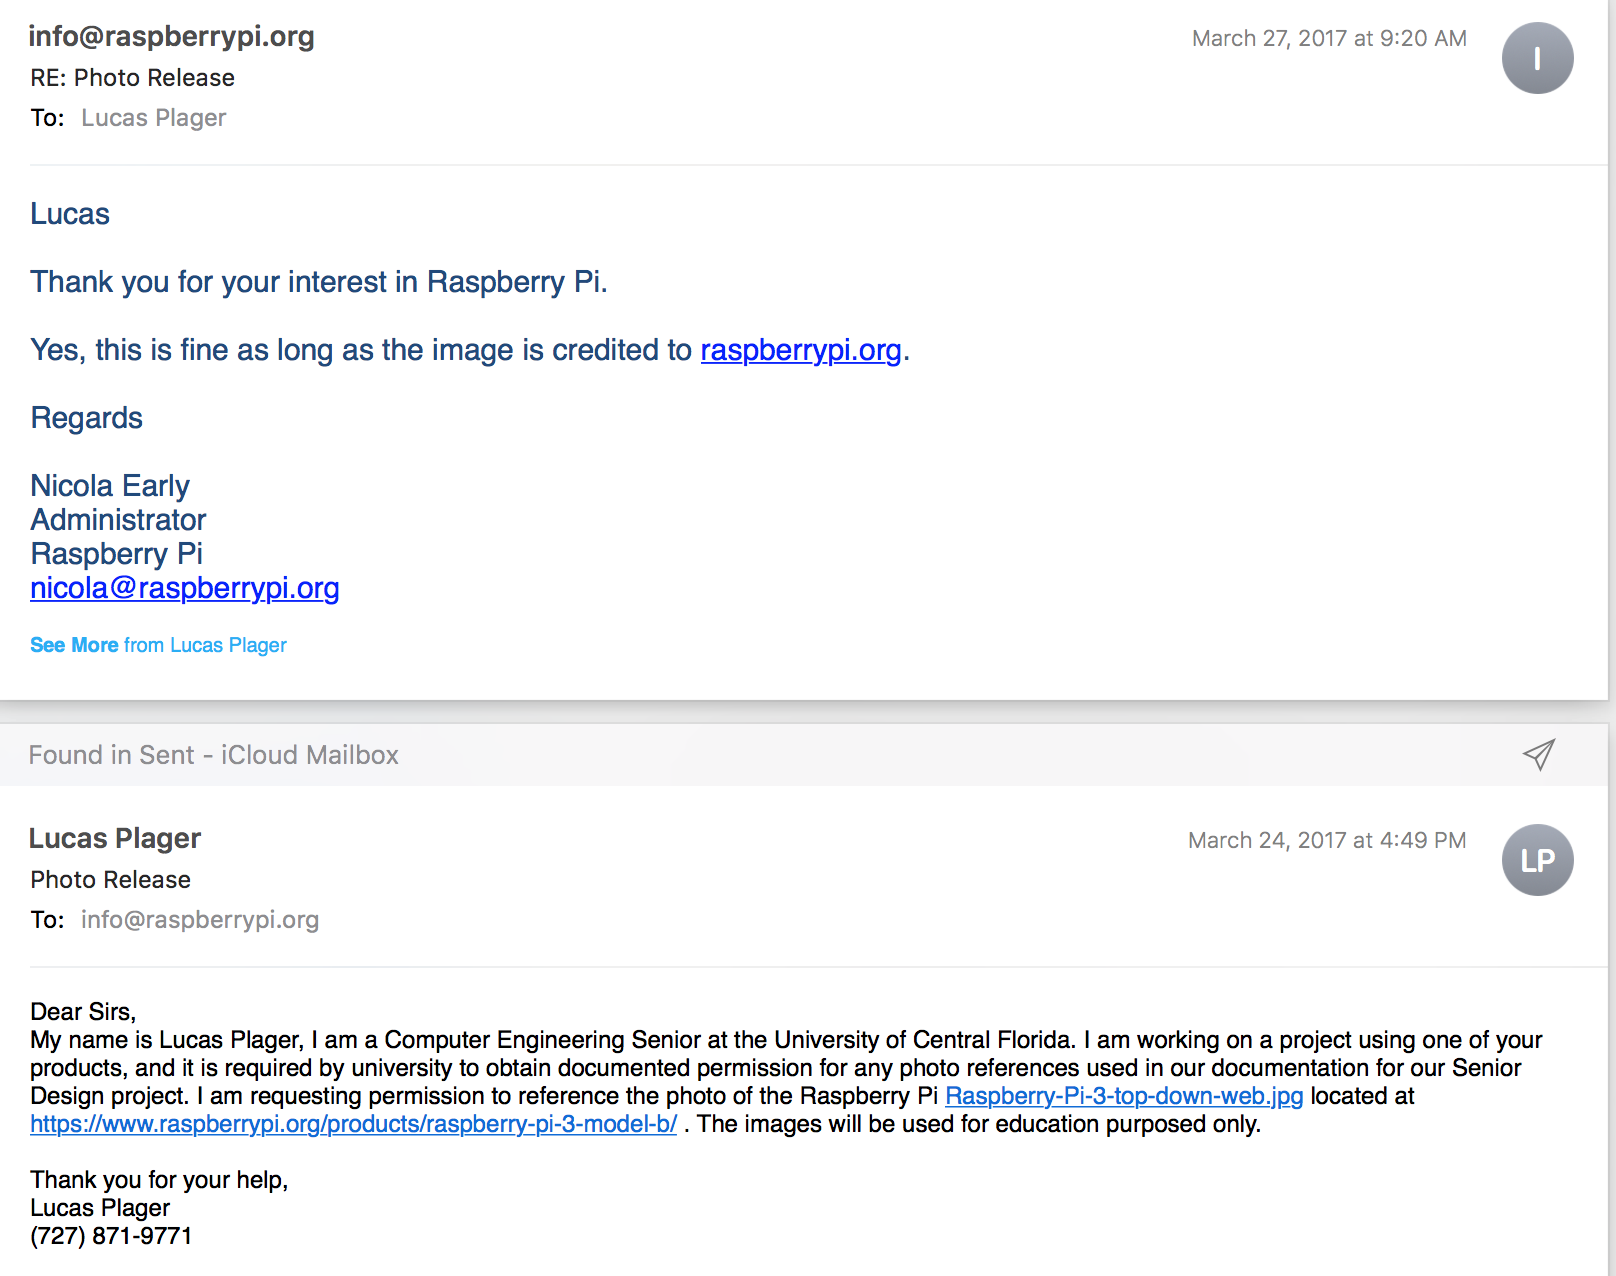 info@raspberrypi.org
March 27, 2017 at 9:20 AM
I
RE: Photo Release
To: Lucas Plager
Lucas
Thank you for your interest in Raspberry Pi.
Yes, this is fine as long as the image is credited to raspberrypi.org.
Regards
Nicola Early
Administrator
Raspberry Pi
nicola@raspberrypi.org
See More from Lucas Plager
Found in Sent - iCloud Mailbox
Lucas Plager
March 24, 2017 at 4:49 PM
LP
Photo Release
To: info@raspberrypi.org
Dear Sirs,
My name is Lucas Plager, I am a Computer Engineering Senior at the University of Central Florida. I am working on a project using one of your
products, and it is required by university to obtain documented permission for any photo references used in our documentation for our Senior
Design project. I am requesting permission to reference the photo of the Raspberry Pi Raspberry-Pi-3-top-down-web.jpg located at
https://www.raspberrypi.org/products/raspberry-pi-3-model-b/ . The images will be used for education purposed only.
Thank you for your help,
Lucas Plager
(727) 871-9771